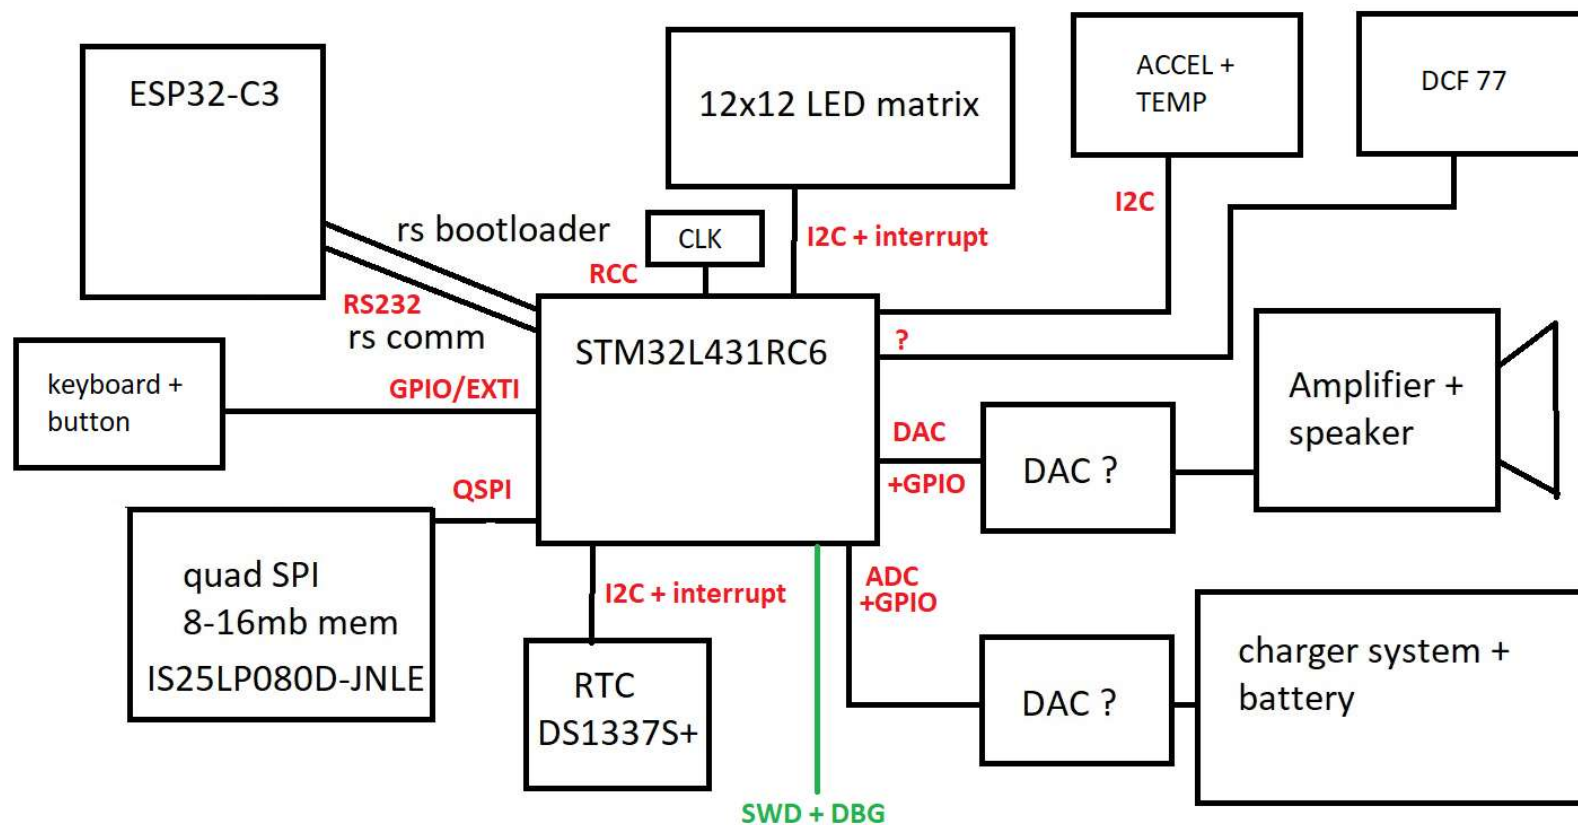 ESP32-C3
12x12 LED matrix
ACCEL +
TEMP
DCF 77
I2C
rs bootloader
CLK
I2C + interrupt
RCC
RS232
rs comm
STM32L431RC6
?
keyboard +
button
GPIO/EXTI
DAC
+GPIO
DAC ?
Amplifier +
speaker
QSPI
quad SPI
8-16mb mem
IS25LP080D-JNLE
I2C + interrupt
RTC
DS1337S+
ADC
+GPIO
DAC ?
charger system +
battery
SWD + DBG